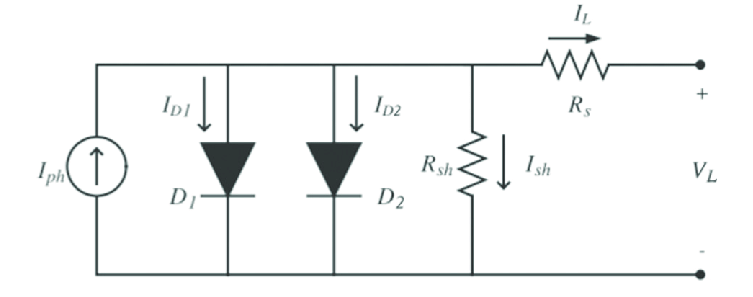 I_L
I_D1
I_D2
R_s
+
I_ph
R_sh
I_sh
V_L
D_1
D_2
-